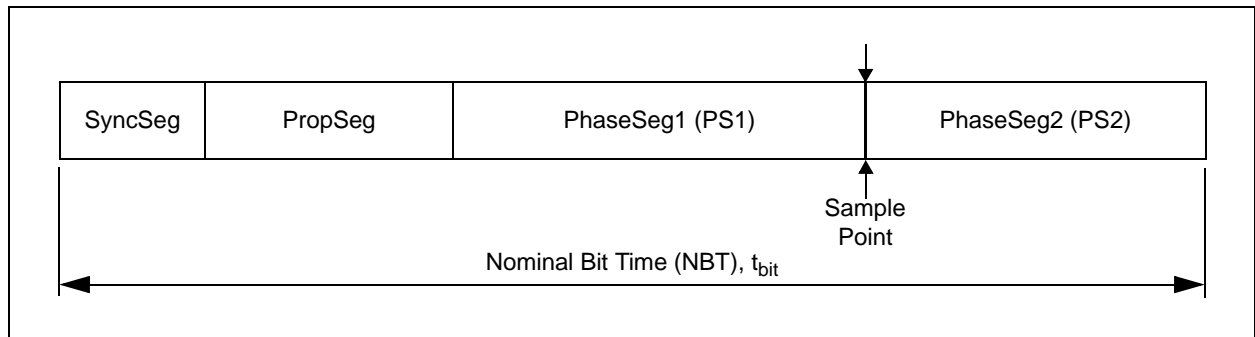 SyncSeg
PropSeg
PhaseSeg1 (PS1)
PhaseSeg2 (PS2)
Sample
Point
Nominal Bit Time (NBT), tbit